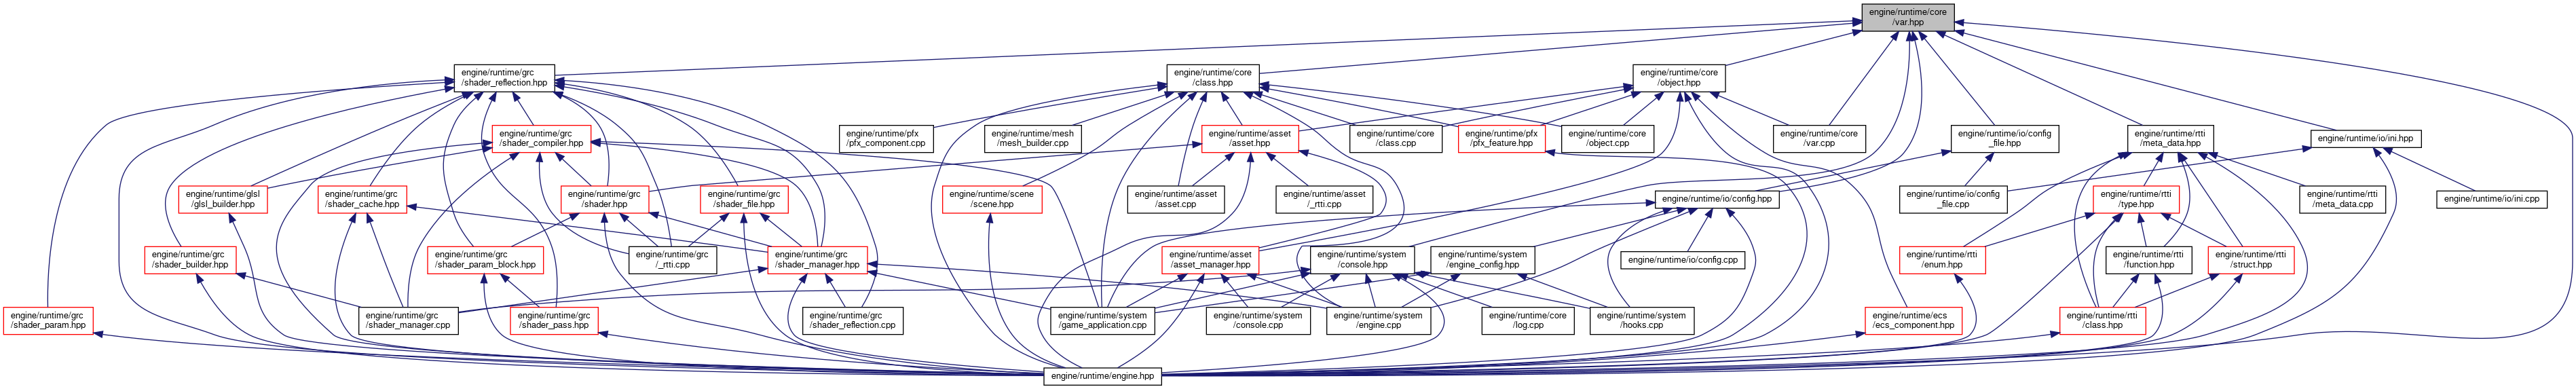 engine/runtime/core
/var.hpp
engine/runtime/grc
/shader_reflection.hpp
engine/runtime/core
/class.hpp
engine/runtime/core
/object.hpp
engine/runtime/grc
/shader_compiler.hpp
engine/runtime/pfx
/pfx_component.cpp
engine/runtime/mesh
/mesh_builder.cpp
engine/runtime/asset
/asset.hpp
engine/runtime/core
/class.cpp
engine/runtime/pfx
/pfx_feature.hpp
engine/runtime/core
/object.cpp
engine/runtime/core
/var.cpp
engine/runtime/io/config
_file.hpp
engine/runtime/rtti
/meta_data.hpp
engine/runtime/io/ini.hpp
engine/runtime/glsl
/glsl_builder.hpp
engine/runtime/grc
/shader_cache.hpp
engine/runtime/grc
/shader.hpp
engine/runtime/grc
/shader_file.hpp
engine/runtime/scene
/scene.hpp
engine/runtime/asset
/asset.cpp
engine/runtime/asset
/_rtti.cpp
engine/runtime/io/config.hpp
engine/runtime/io/config
_file.cpp
engine/runtime/rtti
/type.hpp
engine/runtime/rtti
/meta_data.cpp
engine/runtime/io/ini.cpp
engine/runtime/grc
/shader_builder.hpp
engine/runtime/grc
/shader_param_block.hpp
engine/runtime/grc
/_rtti.cpp
engine/runtime/grc
/shader_manager.hpp
engine/runtime/asset
/asset_manager.hpp
engine/runtime/system
/console.hpp
engine/runtime/system
/engine_config.hpp
engine/runtime/io/config.cpp
engine/runtime/rtti
/enum.hpp
engine/runtime/rtti
/function.hpp
engine/runtime/rtti
/struct.hpp
engine/runtime/grc
/shader_param.hpp
engine/runtime/grc
/shader_manager.cpp
engine/runtime/grc
/shader_pass.hpp
engine/runtime/grc
/shader_reflection.cpp
engine/runtime/system
/game_application.cpp
engine/runtime/system
/console.cpp
engine/runtime/system
/engine.cpp
engine/runtime/core
/log.cpp
engine/runtime/system
/hooks.cpp
engine/runtime/ecs
/ecs_component.hpp
engine/runtime/rtti
/class.hpp
engine/runtime/engine.hpp